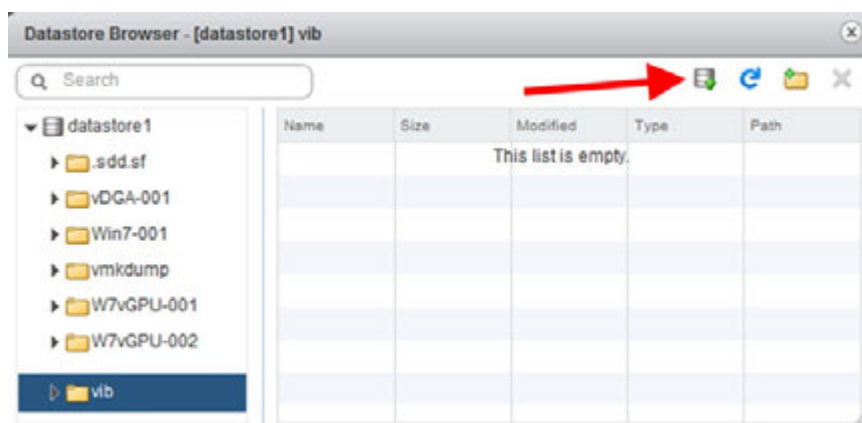 Datastore Browser - [datastore1] vib
Search
datastore1
.sdd.sf
vDGA-001
Win7-001
vmkdump
W7vGPU-001
W7vGPU-002
vib
Name Size Modified Type Path
This list is empty.